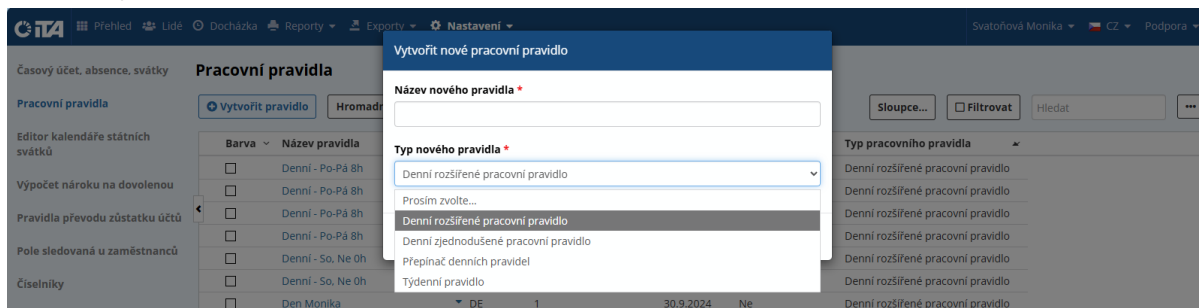 ITA Přehled Lidé Docházka Reporty Exporty Nastavení Svatoňová Monika CZ Podpora
Vytvořit nové pracovní pravidlo
Časový účet, absence, svátky
Pracovní pravidla
Název nového pravidla *
Pracovní pravidla
Vytvořit pravidlo Sloupce... Filtrovat Hledat ...
Editor kalendáře státních
svátků
Barva Název pravidla Typ nového pravidla * Typ pracovního pravidla
Denní - Po-Pá 8h Denní rozšířené pracovní pravidlo Denní rozšířené pracovní pravidlo
Výpočet nároku na dovolenou
Denní - Po-Pá 8h Prosím zvolte... Denní rozšířené pracovní pravidlo
Pravidla převodu zůstatku účtů
Denní - Po-Pá 8h Denní rozšířené pracovní pravidlo Denní rozšířené pracovní pravidlo
Denní - Po-Pá 8h Denní zjednodušené pracovní pravidlo Denní rozšířené pracovní pravidlo
Pole sledovaná u zaměstnanců
Denní - So, Ne 0h Přepínač denních pravidel Denní rozšířené pracovní pravidlo
Číselníky
Denní - So, Ne 0h Týdenní pravidlo Denní rozšířené pracovní pravidlo
Den Monika DE 1 30.9.2024 Ne Denní rozšířené pracovní pravidlo